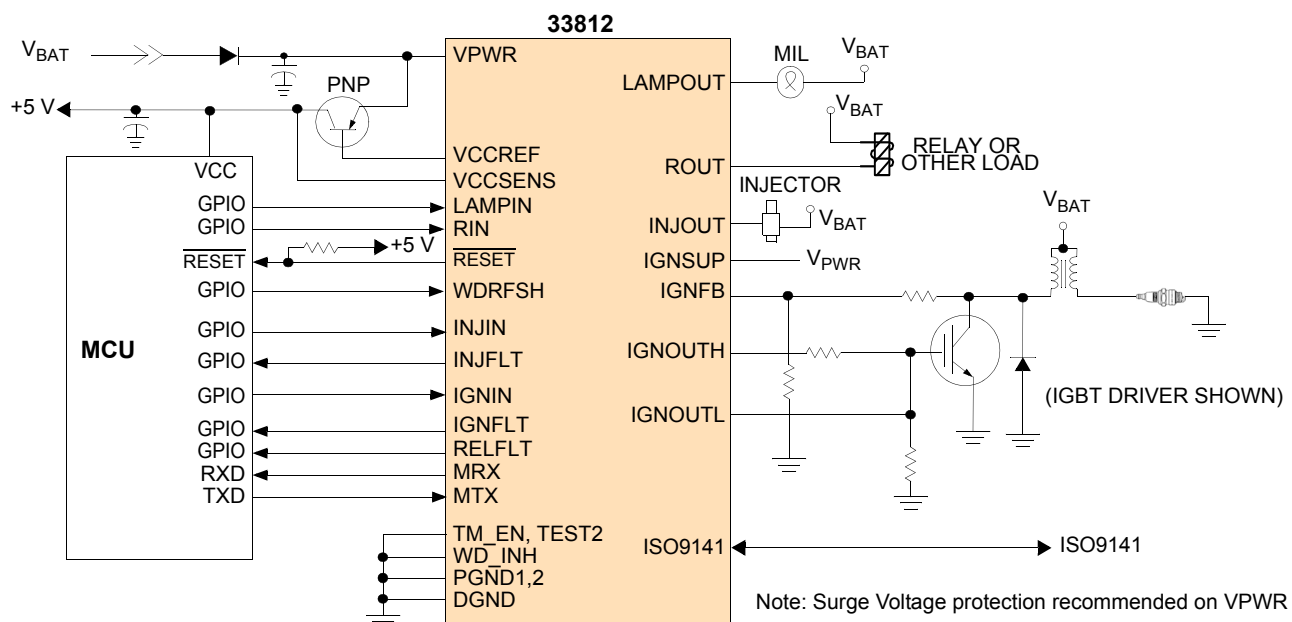 33812
VBAT
+5 V
PNP
MCU
VCC
GPIO
GPIO
RESET
GPIO
GPIO
GPIO
GPIO
GPIO
GPIO
RXD
TXD
+5 V
VPWR
VCCREF
VCCSENS
LAMPIN
RIN
RESET
WDRFSH
INJIN
INJFLT
IGNIN
IGNFLT
RELFLT
MRX
MTX
TM_EN, TEST2
WD_INH
PGND1,2
DGND
LAMPOUT
ROUT
INJOUT
IGNSUP
IGNFB
IGNOUTH
IGNOUTL
ISO9141
MIL
VBAT
VBAT
RELAY OR
OTHER LOAD
INJECTOR
VBAT
VPWR
VBAT
(IGBT DRIVER SHOWN)
ISO9141
Note: Surge Voltage protection recommended on VPWR